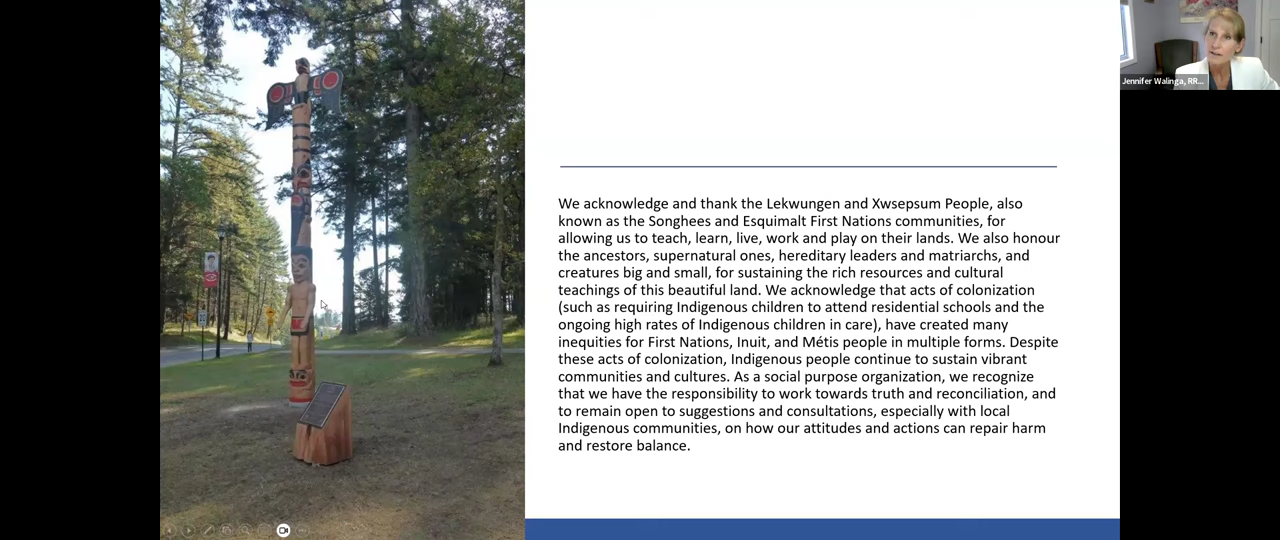 We acknowledge and thank the Lekwungen and Xwsepsum People, also
known as the Songhees and Esquimalt First Nations communities, for
allowing us to teach, learn, live, work and play on their lands. We also honour
the ancestors, supernatural ones, hereditary leaders and matriarchs, and
creatures big and small, for sustaining the rich resources and cultural
teachings of this beautiful land. We acknowledge that acts of colonization
(such as requiring Indigenous children to attend residential schools and the
ongoing high rates of Indigenous children in care), have created many
inequities for First Nations, Inuit, and Métis people in multiple forms. Despite
these acts of colonization, Indigenous people continue to sustain vibrant
communities and cultures. As a social purpose organization, we recognize
that we have the responsibility to work towards truth and reconciliation, and
to remain open to suggestions and consultations, especially with local
Indigenous communities, on how our attitudes and actions can repair harm
and restore balance.
Jennifer Walinga, RR...